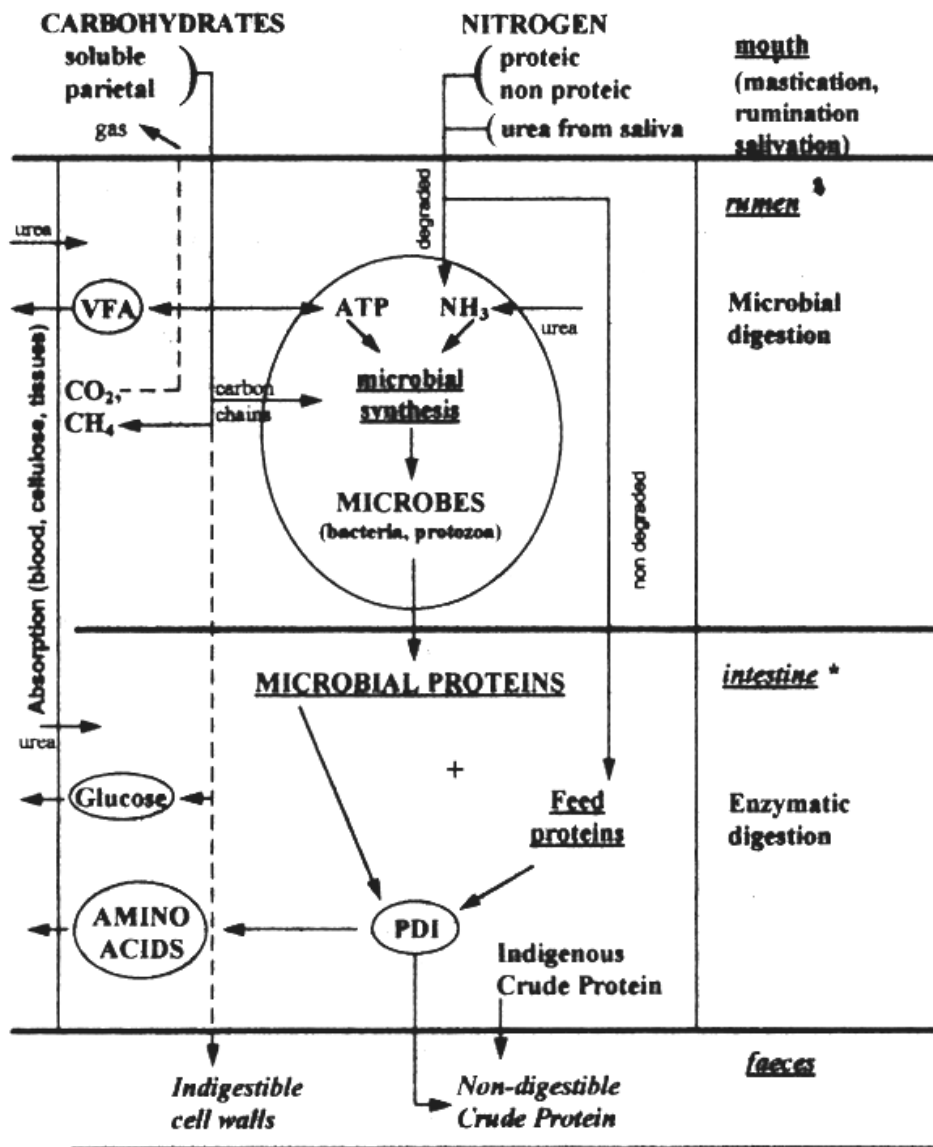 CARBOHYDRATES
soluble
parietal
gas
NITROGEN
proteic
non proteic
urea from saliva
mouth
(mastication,
rumination
salivation)
rumen
degraded
urea
VFA
ATP
NH₃
urea
Microbial
digestion
microbial
synthesis
CO₂,
CH₄
carbon
chains
MICROBES
(bacteria, protozoa)
non degraded
Absorption (blood, cellulose, tissues)
MICROBIAL PROTEINS
intestine *
urea
+
Glucose
Feed
proteins
Enzymatic
digestion
AMINO
ACIDS
PDI
Indigenous
Crude Protein
faeces
Indigestible
cell walls
Non-digestible
Crude Protein